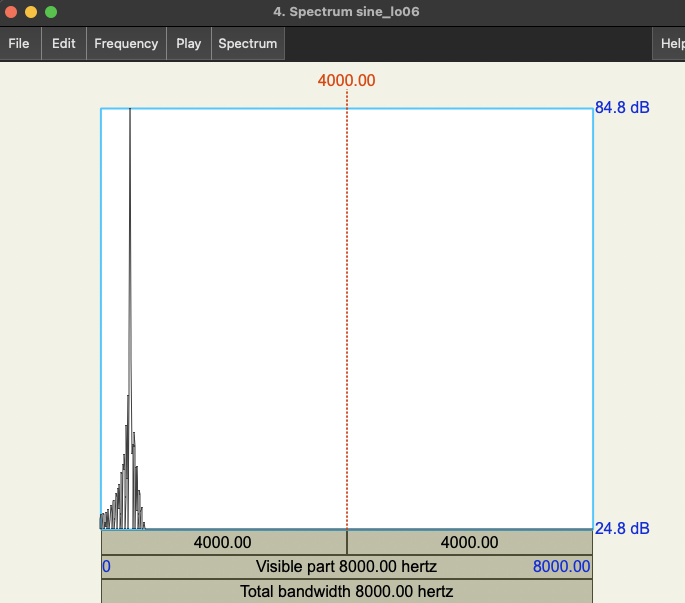 4. Spectrum sine_lo06
File Edit Frequency Play Spectrum Help
4000.00
84.8 dB
24.8 dB
4000.00 4000.00
0 Visible part 8000.00 hertz 8000.00
Total bandwidth 8000.00 hertz